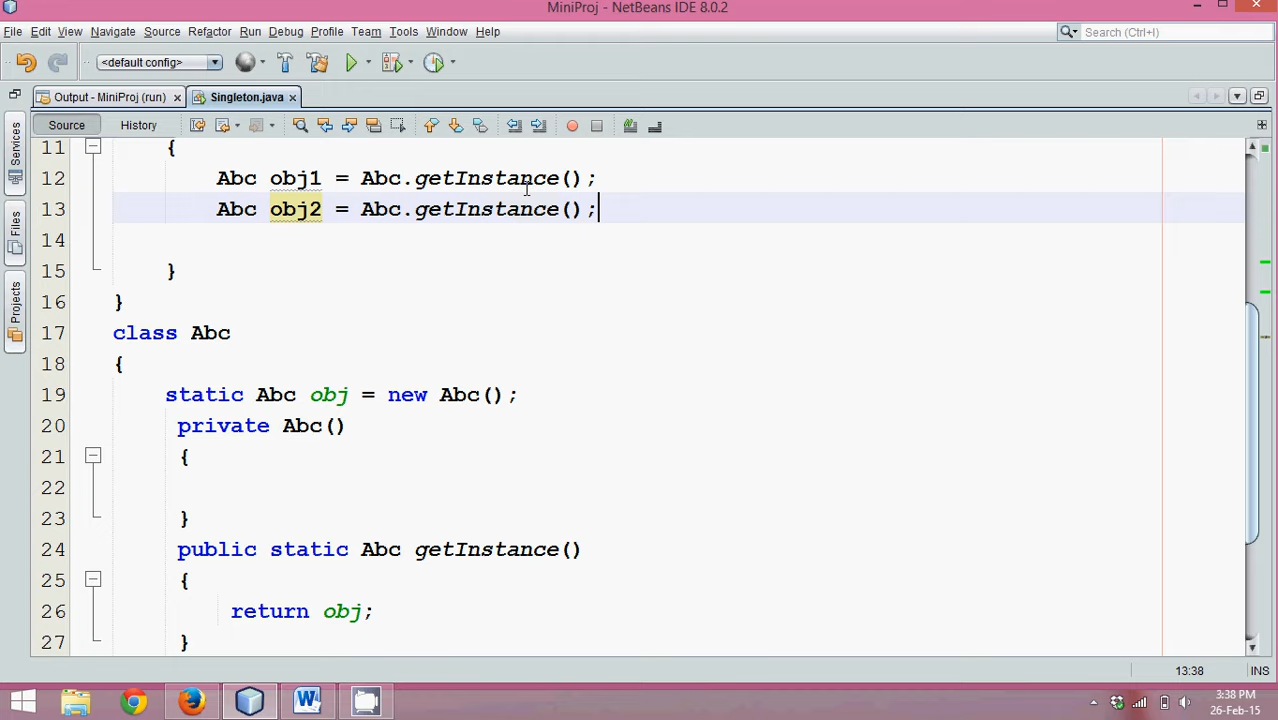 MiniProj - NetBeans IDE 8.0.2
File Edit View Navigate Source Refactor Run Debug Profile Team Tools Window Help
Search (Ctrl+I)
<default config>
Output - MiniProj (run) Singleton.java
Source History
Services
Files
Projects
11 {
12 Abc obj1 = Abc.getInstance();
13 Abc obj2 = Abc.getInstance();
14
15 }
16 }
17 class Abc
18 {
19 static Abc obj = new Abc();
20 private Abc()
21 {
22
23 }
24 public static Abc getInstance()
25 {
26 return obj;
27 }
13:38 INS
3:38 PM
26-Feb-15